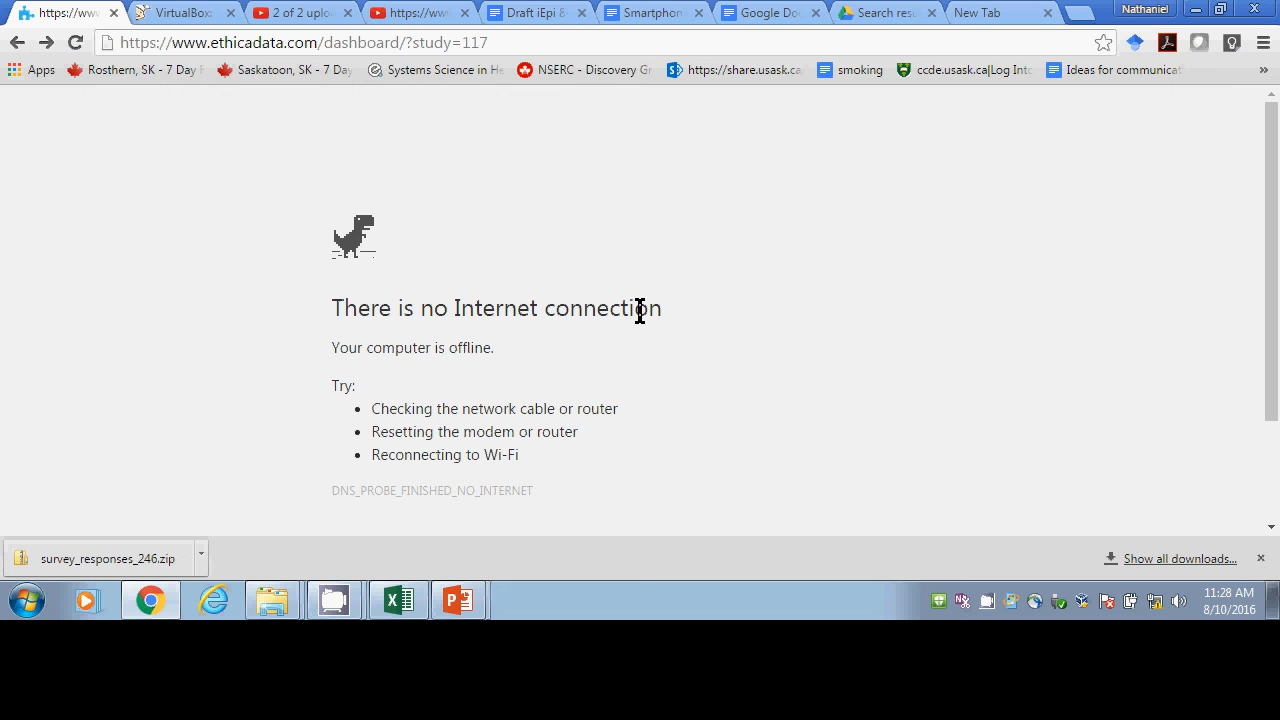 https://www VirtualBox: 2 of 2 uplo https://ww Draft iEpi 8- Smartphon Google Do Search resu New Tab Nathaniel
https://www.ethicadata.com/dashboard/?study=117
Apps Rosthern, SK - 7 Day F Saskatoon, SK - 7 Da Systems Science in He NSERC - Discovery Gr https://share.usask.ca smoking ccde.usask.ca|Log Into Ideas for communicat »
There is no Internet connection
Your computer is offline.
Try:
• Checking the network cable or router
• Resetting the modem or router
• Reconnecting to Wi-Fi
DNS_PROBE_FINISHED_NO_INTERNET
survey_responses_246.zip Show all downloads...
11:28 AM
8/10/2016